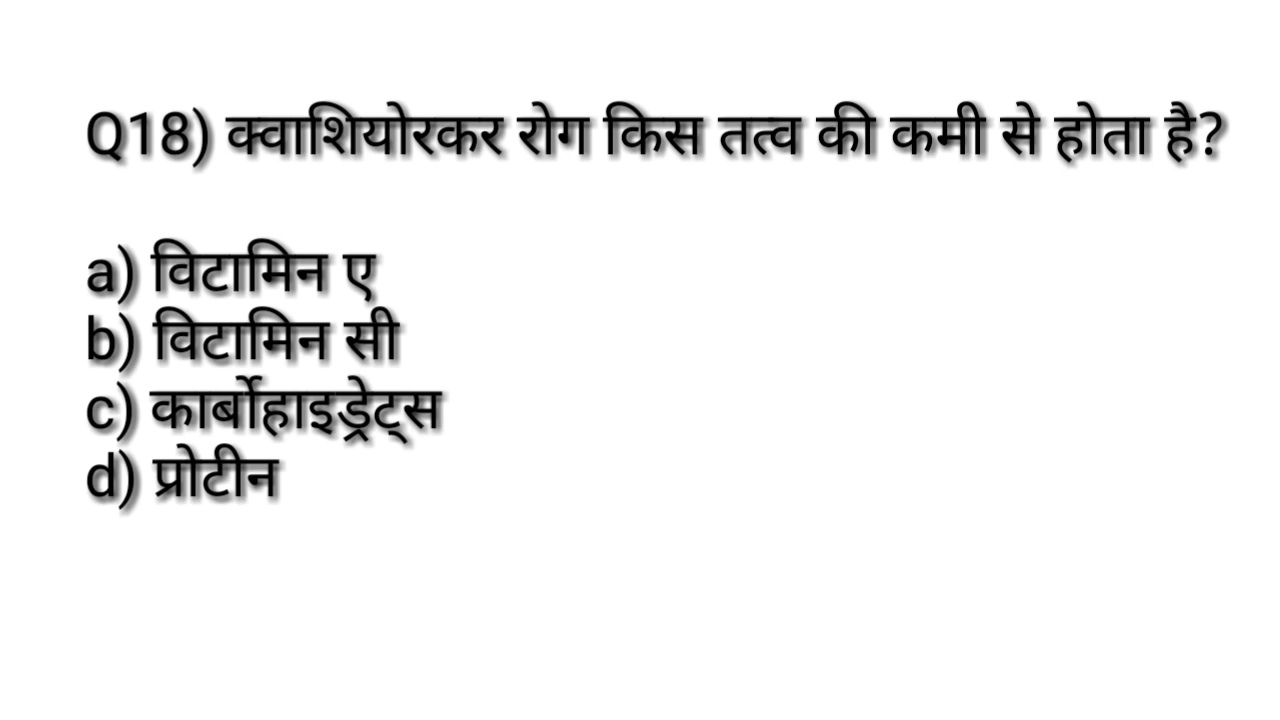 Q18) क्वाशियोरकर रोग किस तत्व की कमी से होता है?
a) विटामिन ए
b) विटामिन सी
c) कार्बोहाइड्रेट्स
d) प्रोटीन